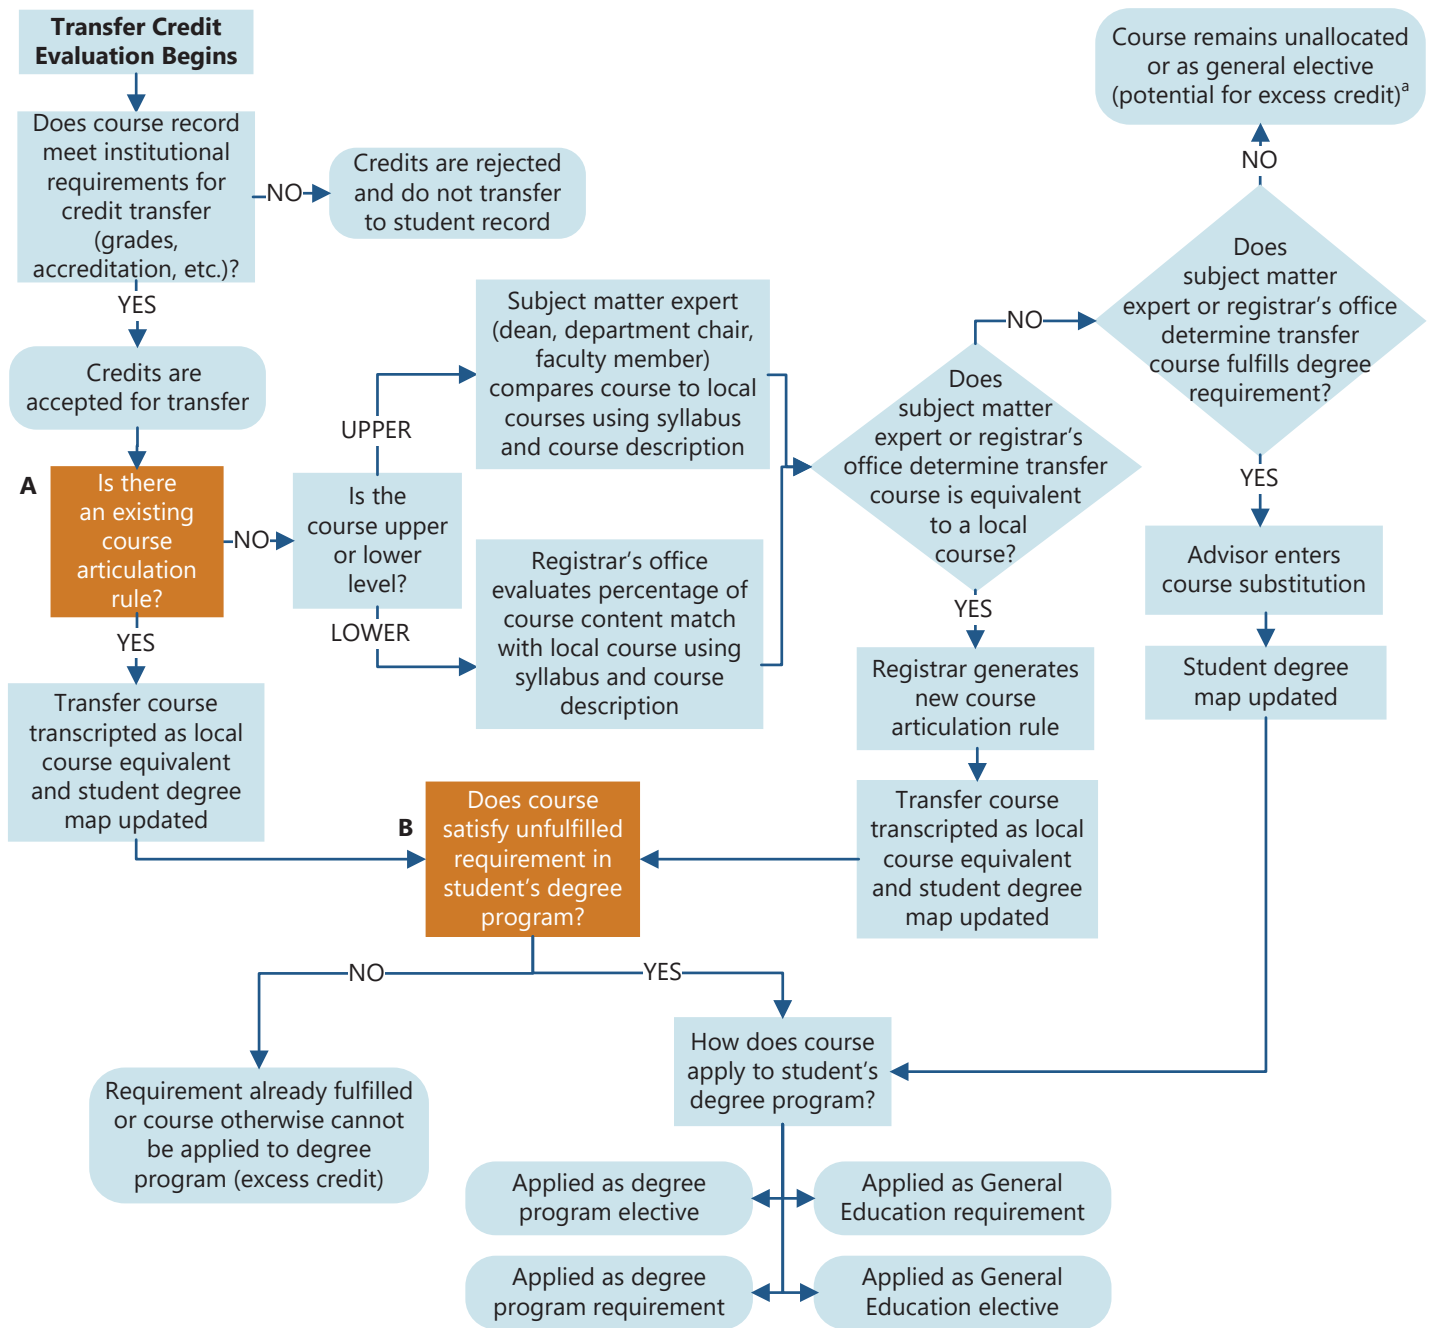 Transfer Credit
Evaluation Begins
Does course record
meet institutional
requirements for
credit transfer
(grades,
accreditation, etc.)?
NO
Credits are rejected
and do not transfer
to student record
YES
Credits are
accepted for transfer
A
Is there
an existing
course
articulation
rule?
NO
Is the
course upper
or lower
level?
UPPER
Subject matter expert
(dean, department chair,
faculty member)
compares course to local
courses using syllabus
and course description
LOWER
Registrar’s office
evaluates percentage of
course content match
with local course using
syllabus and course
description
Does
subject matter
expert or registrar’s
office determine transfer
course is equivalent
to a local
course?
NO
Does
subject matter
expert or registrar’s office
determine transfer
course fulfills degree
requirement?
NO
Course remains unallocated
or as general elective
(potential for excess credit)a
YES
Advisor enters
course substitution
Student degree
map updated
YES
Registrar generates
new course
articulation rule
Transfer course
transcripted as local
course equivalent
and student degree
map updated
YES
Transfer course
transcripted as local
course equivalent
and student degree
map updated
B
Does course
satisfy unfulfilled
requirement in
student’s degree
program?
NO
Requirement already fulfilled
or course otherwise cannot
be applied to degree
program (excess credit)
YES
How does course
apply to student’s
degree program?
Applied as degree
program elective
Applied as General
Education requirement
Applied as degree
program requirement
Applied as General
Education elective